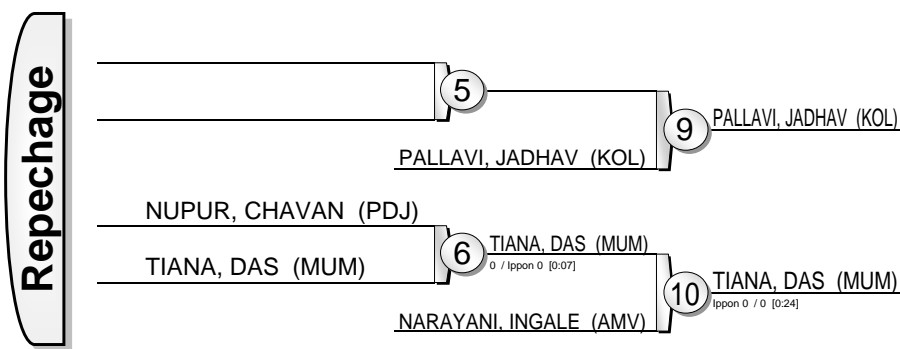 Repechage
5
9
PALLAVI, JADHAV (KOL)
PALLAVI, JADHAV (KOL)
NUPUR, CHAVAN (PDJ)
TIANA, DAS (MUM)
6
TIANA, DAS (MUM)
0 / Ippon 0 [0:07]
NARAYANI, INGALE (AMV)
10
TIANA, DAS (MUM)
Ippon 0 / 0 [0:24]